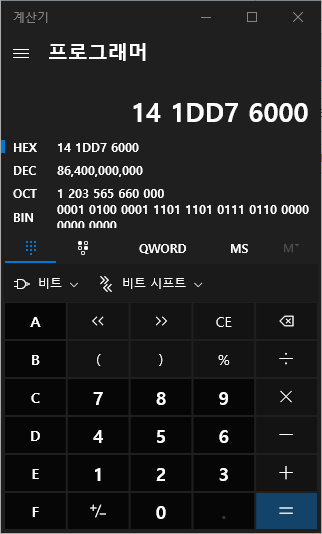 계산기
프로그래머
14 1DD7 6000
HEX 14 1DD7 6000
DEC 86,400,000,000
OCT 1 203 565 660 000
BIN 0001 0100 0001 1101 1101 0111 0110 0000
0000 0000
QWORD MS M˅
비트 비트 시프트
A << >> CE
B ( ) % ÷
C 7 8 9 ×
D 4 5 6 −
E 1 2 3 +
F +/− 0 . =